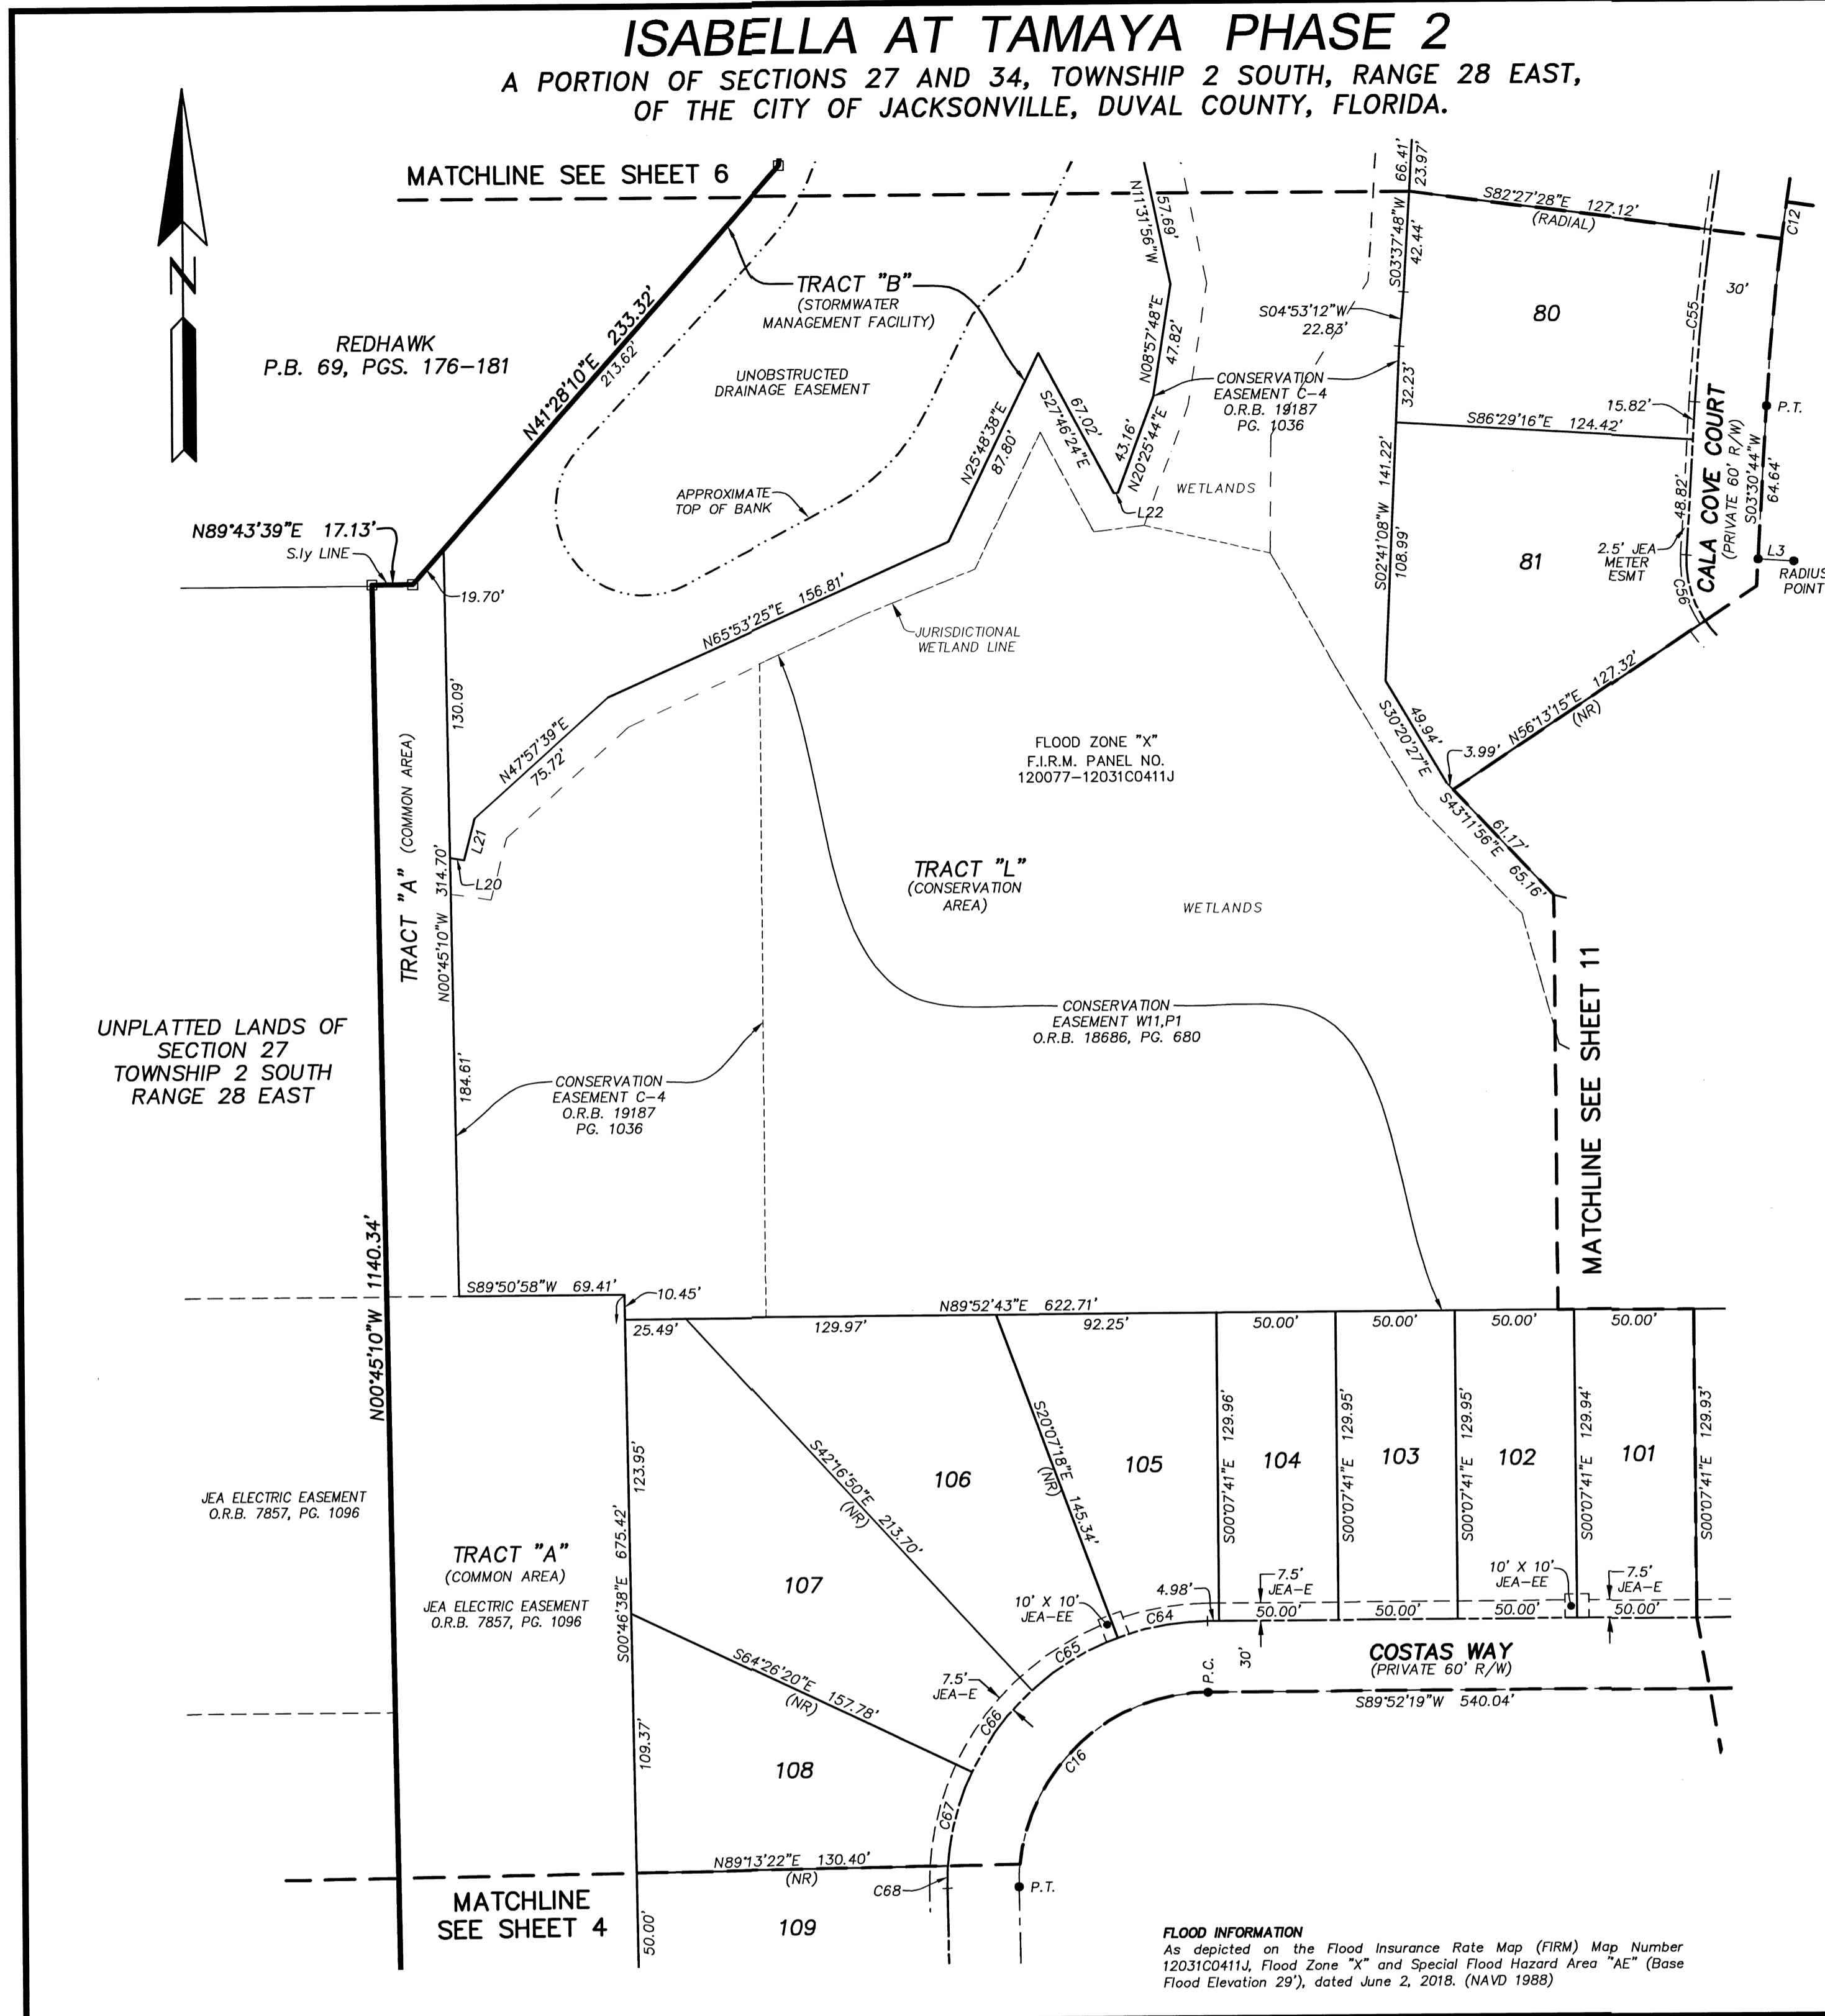 ISABELLA AT TAMAYA PHASE 2
A PORTION OF SECTIONS 27 AND 34, TOWNSHIP 2 SOUTH, RANGE 28 EAST,
OF THE CITY OF JACKSONVILLE, DUVAL COUNTY, FLORIDA.
N
MATCHLINE SEE SHEET 6
REDHAWK
P.B. 69, PGS. 176-181
N41°28'10"E 233.32'
213.62'
TRACT "B"
(STORMWATER
MANAGEMENT FACILITY)
UNOBSTRUCTED
DRAINAGE EASEMENT
APPROXIMATE
TOP OF BANK
N11°31'56"W
57.69'
N08°57'48"E
47.82'
N25°48'38"E
87.80'
67.02'
S27°46'24"E
43.16'
N20°25'44"E
L22
CONSERVATION
EASEMENT C-4
O.R.B. 19187
PG. 1036
WETLANDS
66.41'
23.97'
S03°37'48"W
42.44'
S04°53'12"W
22.83'
32.23'
S82°27'28"E 127.12'
(RADIAL)
C12
30'
C55
80
S86°29'16"E 124.42'
15.82'
P.T.
CALA COVE COURT
(PRIVATE 60' R/W)
S03°30'44"W
64.64'
48.82'
2.5' JEA
METER
ESMT
C56
L3
RADIUS
POINT
141.22'
S02°41'08"W
108.99'
81
N56°13'15"E 127.32'
(NR)
49.94'
S30°20'27"E
3.99'
61.17'
S43°11'56"E 65.16'
N89°43'39"E 17.13'
S.ly LINE
19.70'
N65°53'25"E 156.81'
JURISDICTIONAL
WETLAND LINE
130.09'
N47°57'39"E
75.72'
L21
L20
TRACT "A" (COMMON AREA)
N00°45'10"W 314.70'
184.61'
FLOOD ZONE "X"
F.I.R.M. PANEL NO.
120077-12031C0411J
TRACT "L"
(CONSERVATION
AREA)
WETLANDS
MATCHLINE SEE SHEET 11
UNPLATTED LANDS OF
SECTION 27
TOWNSHIP 2 SOUTH
RANGE 28 EAST
CONSERVATION
EASEMENT W11,P1
O.R.B. 18686, PG. 680
CONSERVATION
EASEMENT C-4
O.R.B. 19187
PG. 1036
N00°45'10"W 1140.34'
S89°50'58"W 69.41'
10.45'
N89°52'43"E 622.71'
25.49'
129.97'
92.25'
50.00'
50.00'
50.00'
50.00'
123.95'
S00°46'38"E 675.42'
S42°16'50"E 213.70'
(NR)
106
S20°07'18"E 145.34'
(NR)
105
S00°07'41"E 129.96'
104
S00°07'41"E 129.95'
103
S00°07'41"E 129.95'
102
S00°07'41"E 129.94'
101
S00°07'41"E 129.93'
JEA ELECTRIC EASEMENT
O.R.B. 7857, PG. 1096
TRACT "A"
(COMMON AREA)
JEA ELECTRIC EASEMENT
O.R.B. 7857, PG. 1096
107
10' X 10'
JEA-EE
4.98'
7.5'
JEA-E
10' X 10'
JEA-EE
7.5'
JEA-E
C64
50.00'
50.00'
50.00'
50.00'
C65
S64°26'20"E 157.78'
(NR)
7.5'
JEA-E
P.C.
30'
COSTAS WAY
(PRIVATE 60' R/W)
S89°52'19"W 540.04'
C66
C16
109.37'
108
C67
N89°13'22"E 130.40'
(NR)
C68
P.T.
MATCHLINE
SEE SHEET 4
50.00'
109
FLOOD INFORMATION
As depicted on the Flood Insurance Rate Map (FIRM) Map Number
12031C0411J, Flood Zone "X" and Special Flood Hazard Area "AE" (Base
Flood Elevation 29'), dated June 2, 2018. (NAVD 1988)